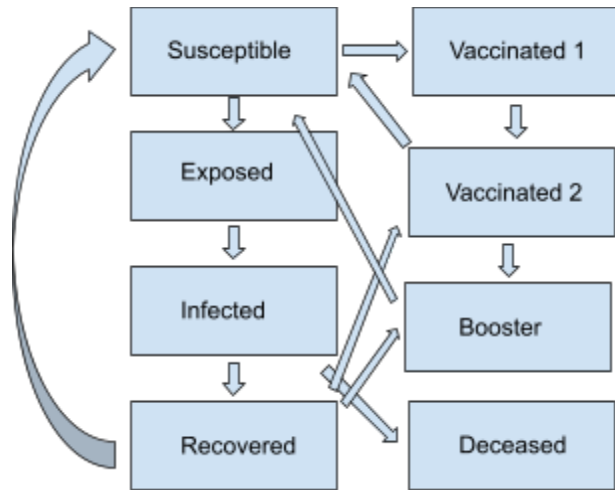 Susceptible
Vaccinated 1
Exposed
Vaccinated 2
Infected
Booster
Recovered
Deceased